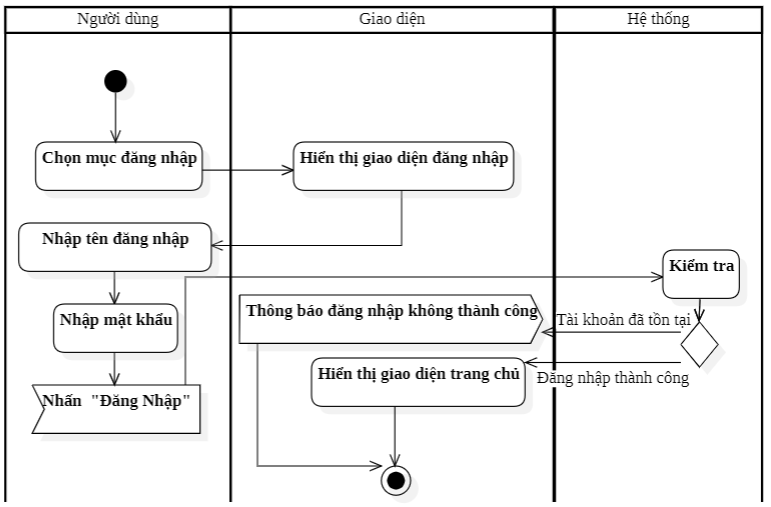 Người dùng
Giao diện
Hệ thống
Chọn mục đăng nhập
Hiển thị giao diện đăng nhập
Nhập tên đăng nhập
Kiểm tra
Nhập mật khẩu
Thông báo đăng nhập không thành công
Tài khoản đã tồn tại
Hiển thị giao diện trang chủ
Đăng nhập thành công
Nhấn "Đăng Nhập"